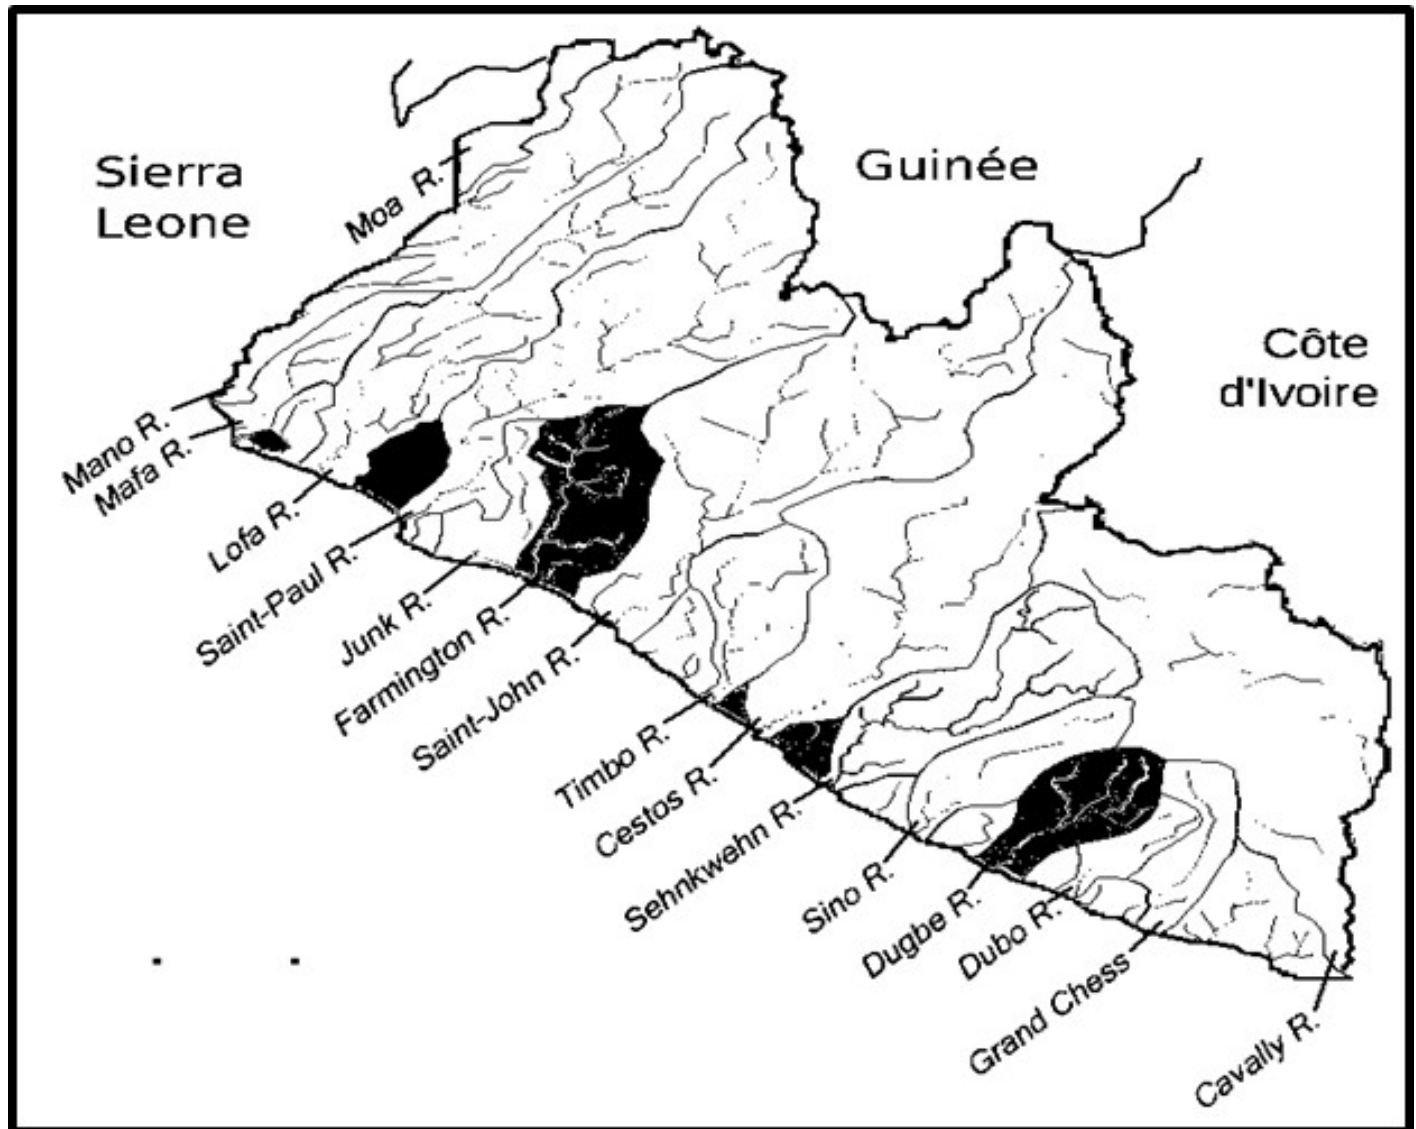 Sierra
Leone
Guinée
Côte
d'Ivoire
Moa R.
Mano R.
Mafa R.
Lofa R.
Saint-Paul R.
Junk R.
Farmington R.
Saint-John R.
Timbo R.
Cestos R.
Sehnkwehn R.
Sino R.
Dugbe R.
Dubo R.
Grand Chess
Cavally R.